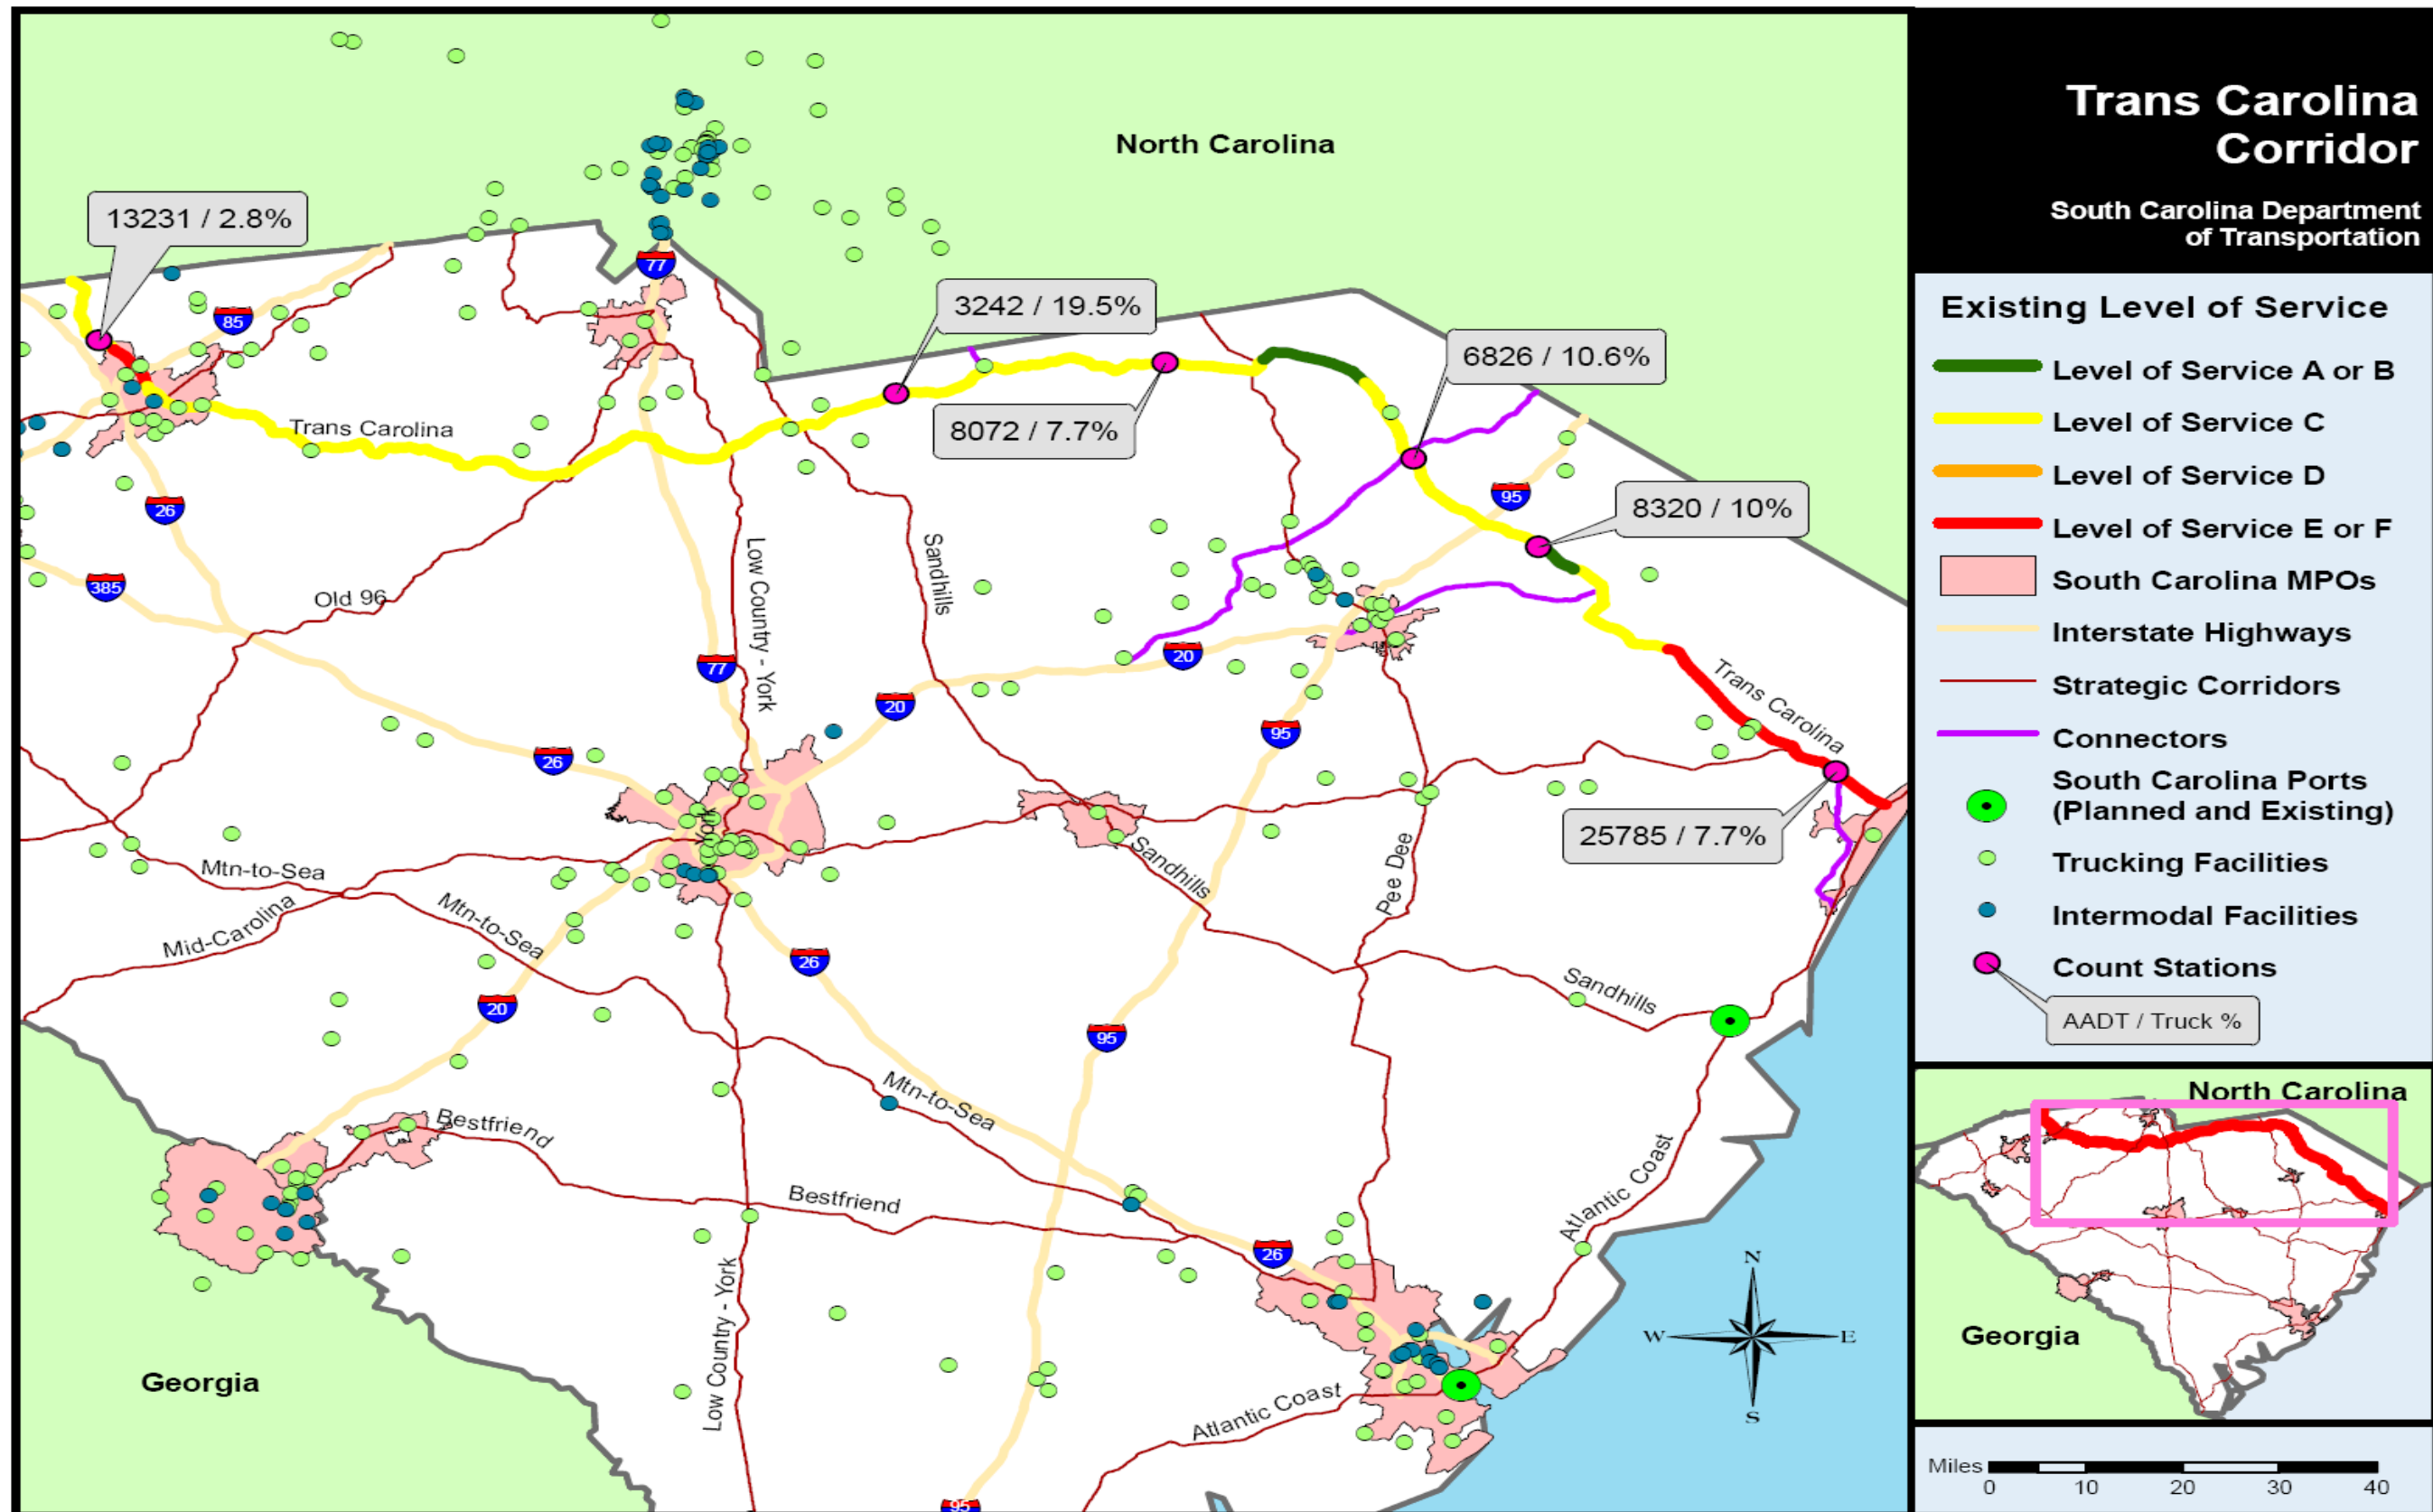 Trans Carolina
Corridor
South Carolina Department
of Transportation
Existing Level of Service
Level of Service A or B
Level of Service C
Level of Service D
Level of Service E or F
South Carolina MPOs
Interstate Highways
Strategic Corridors
Connectors
South Carolina Ports
(Planned and Existing)
Trucking Facilities
Intermodal Facilities
Count Stations
AADT / Truck %
North Carolina
Georgia
Miles
0 10 20 30 40
North Carolina
13231 / 2.8%
77
3242 / 19.5%
85
6826 / 10.6%
8072 / 7.7%
Trans Carolina
95
26
8320 / 10%
Low Country - York
Sandhills
385
Old 96
77
20
20
Trans Carolina
95
26
25785 / 7.7%
York
Mtn-to-Sea
Sandhills
Pee Dee
Mid-Carolina
Mtn-to-Sea
26
20
Sandhills
95
Mtn-to-Sea
Bestfriend
Bestfriend
Atlantic Coast
26
Low Country - York
N
W E
S
Georgia
Atlantic Coast
95